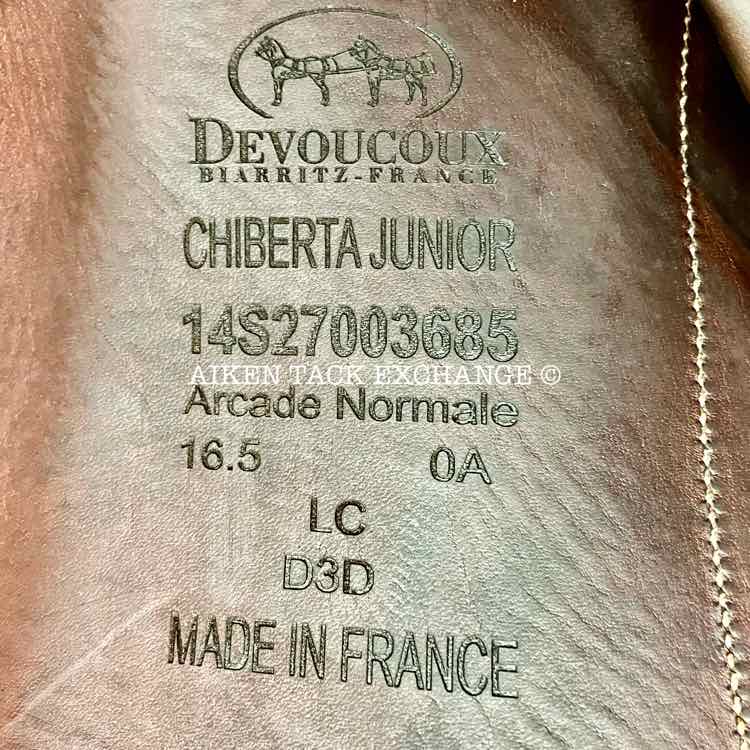 DEVOUCOUX
BIARRITZ-FRANCE
CHIBERTA JUNIOR
14S27003685
AIKEN TACK EXCHANGE ©
Arcade Normale
16.5 0A
LC
D3D
MADE IN FRANCE